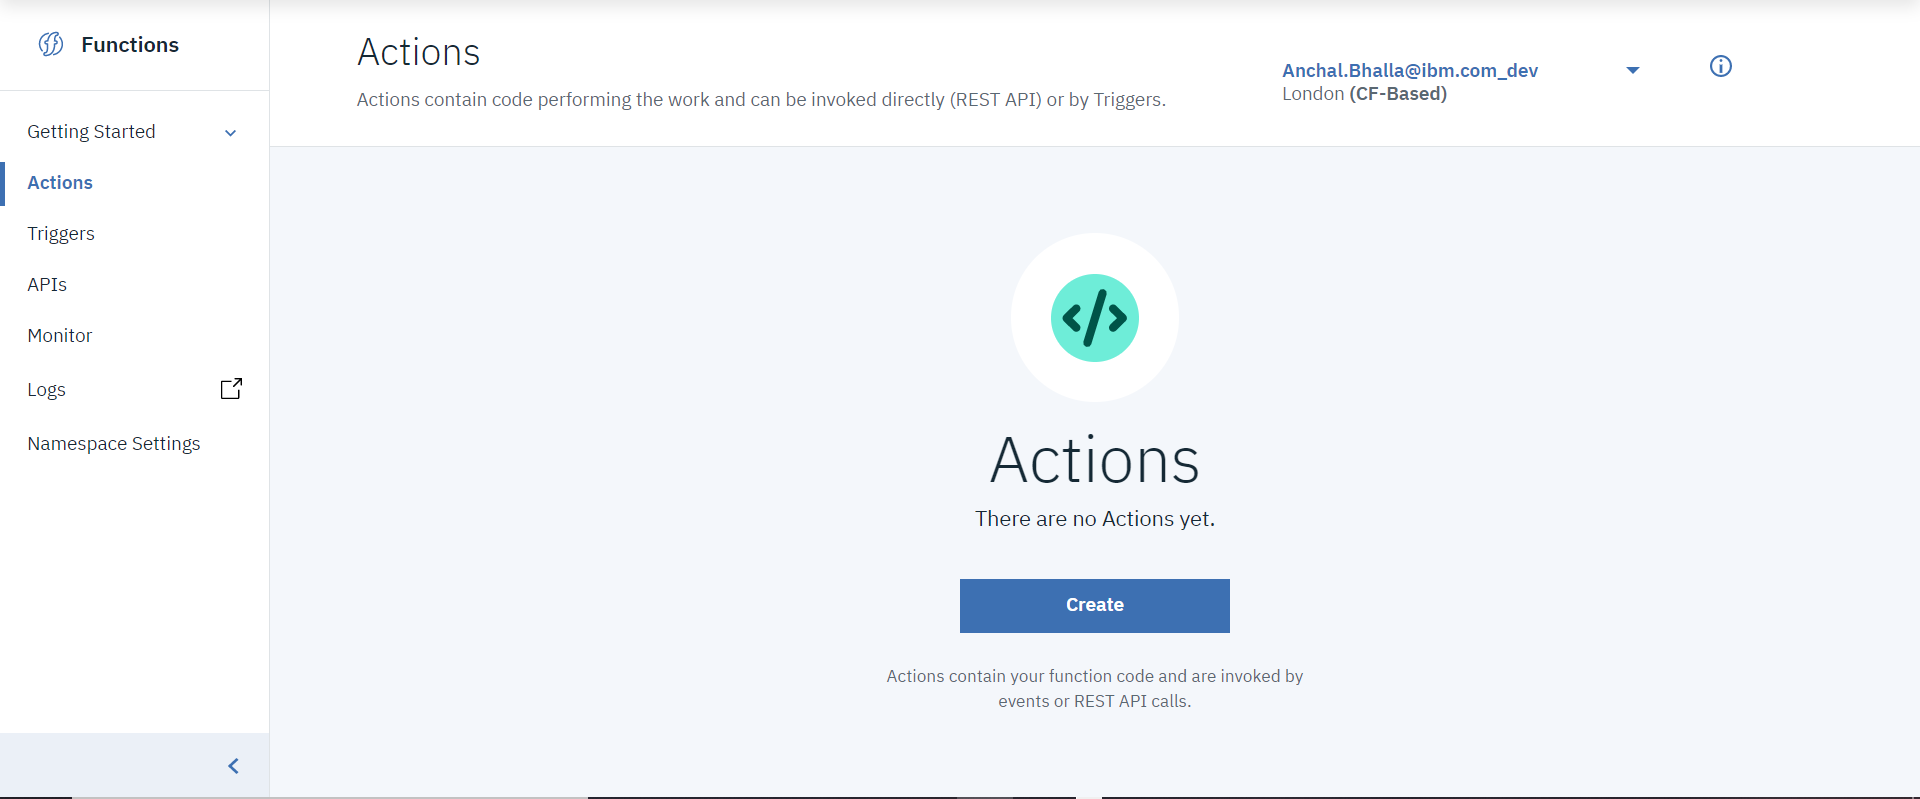 Functions
Getting Started
Actions
Triggers
APIs
Monitor
Logs
Namespace Settings
Actions
Actions contain code performing the work and can be invoked directly (REST API) or by Triggers.
Anchal.Bhalla@ibm.com_dev
London (CF-Based)
Actions
There are no Actions yet.
Create
Actions contain your function code and are invoked by
events or REST API calls.